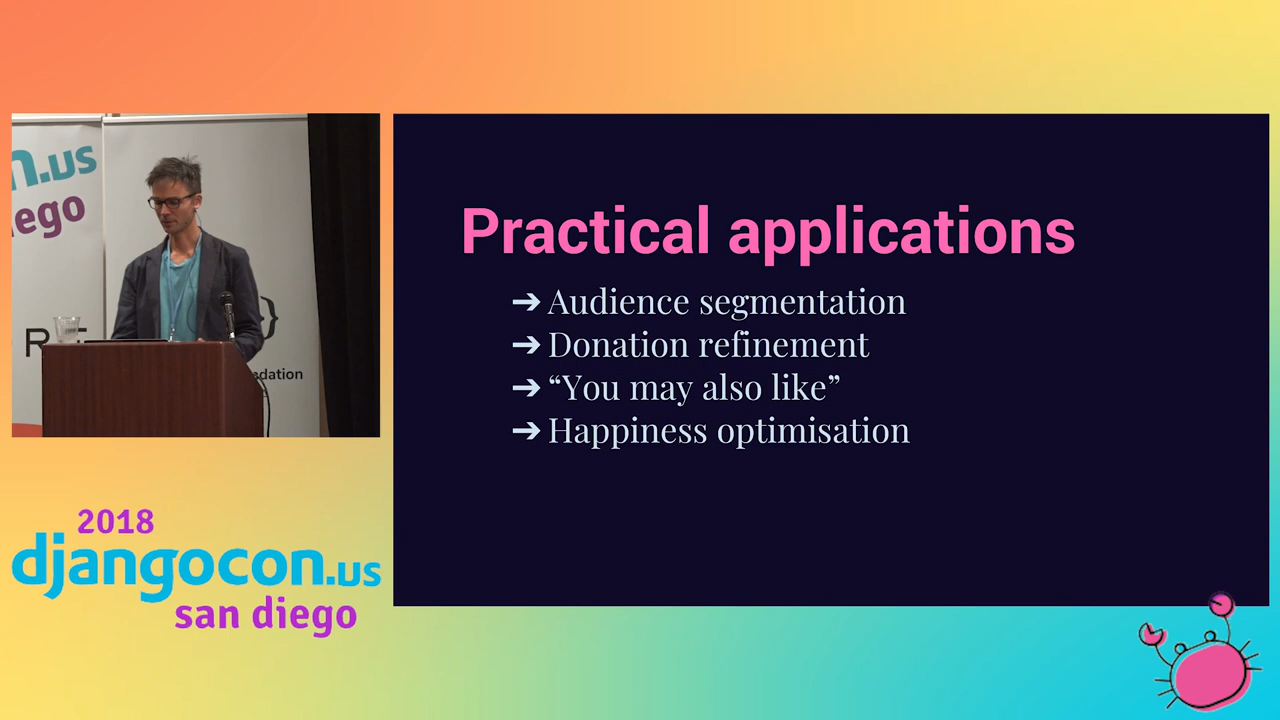 n.us
iego
dation
Practical applications
➔ Audience segmentation
➔ Donation refinement
➔ “You may also like”
➔ Happiness optimisation
2018
djangocon.us
san diego